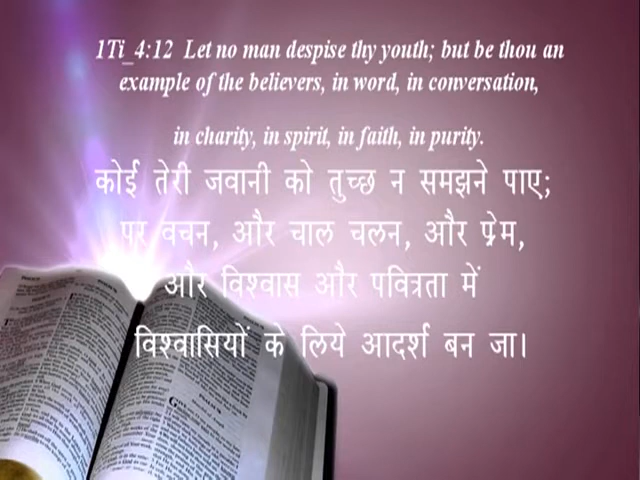 1Ti_4:12 Let no man despise thy youth; but be thou an
example of the believers, in word, in conversation,
in charity, in spirit, in faith, in purity.
कोई तेरी जवानी को तुच्छ न समझने पाए;
पर वचन, और चाल चलन, और प्रेम,
और विश्वास और पवित्रता में
विश्वासियों के लिये आदर्श बन जा।